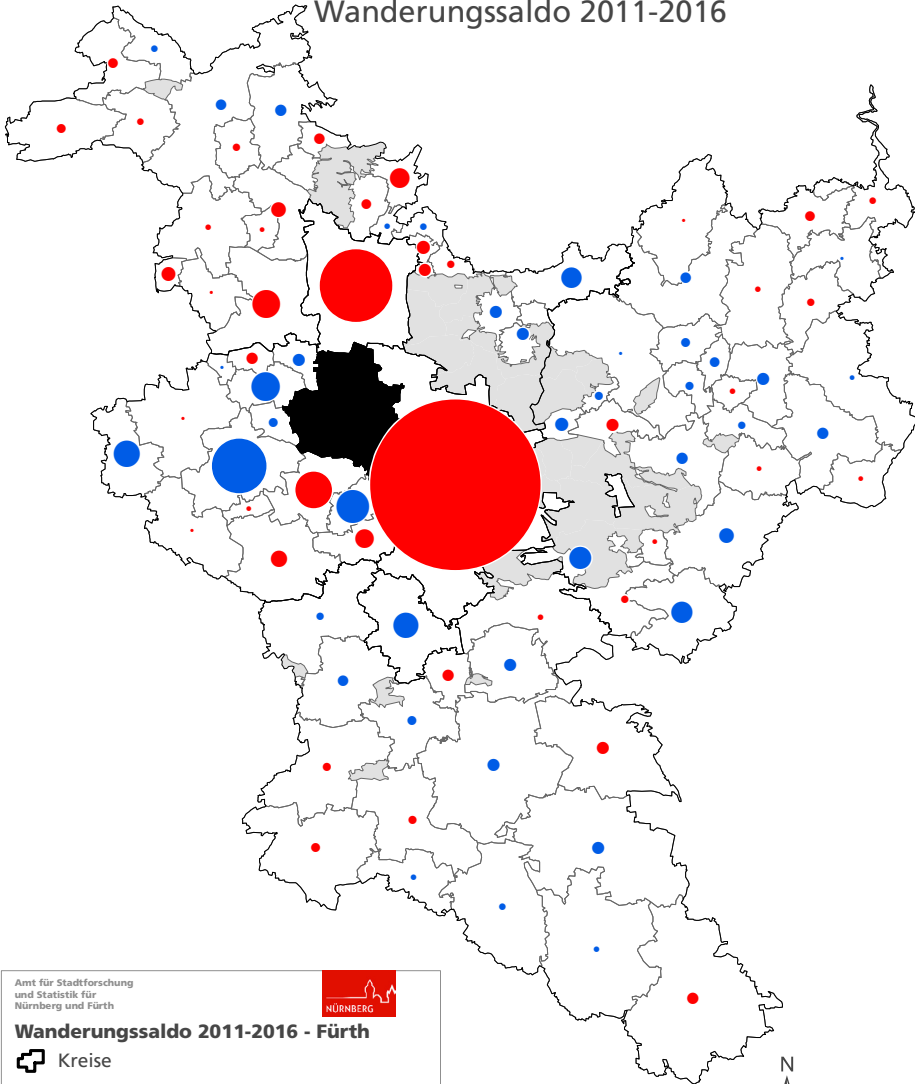 Wanderungssaldo 2011-2016
Amt für Stadtforschung
und Statistik für
Nürnberg und Fürth
NÜRNBERG
Wanderungssaldo 2011-2016 - Fürth
Kreise
N